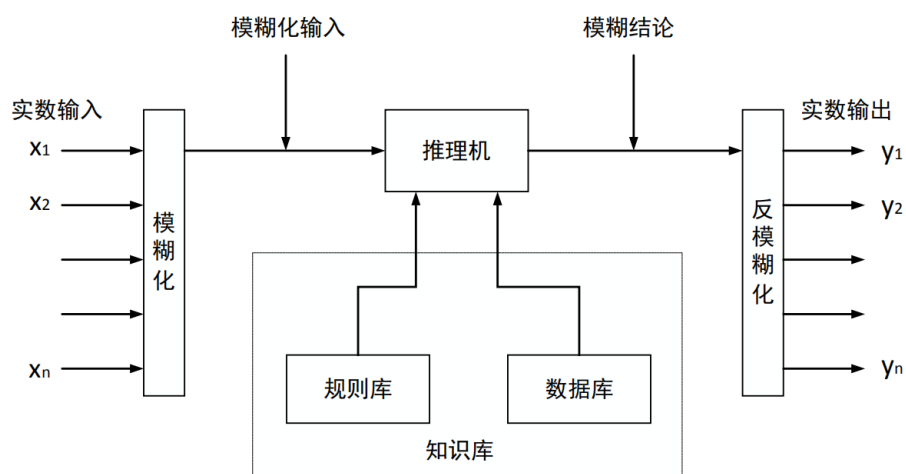 模糊化输入
模糊结论
实数输入
实数输出
x1
x2
xn
模糊化
推理机
反模糊化
y1
y2
yn
规则库
数据库
知识库